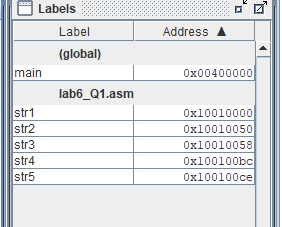 Labels
Label Address ▲
(global)
main 0x00400000
lab6_Q1.asm
str1 0x10010000
str2 0x10010050
str3 0x10010058
str4 0x100100bc
str5 0x100100ce